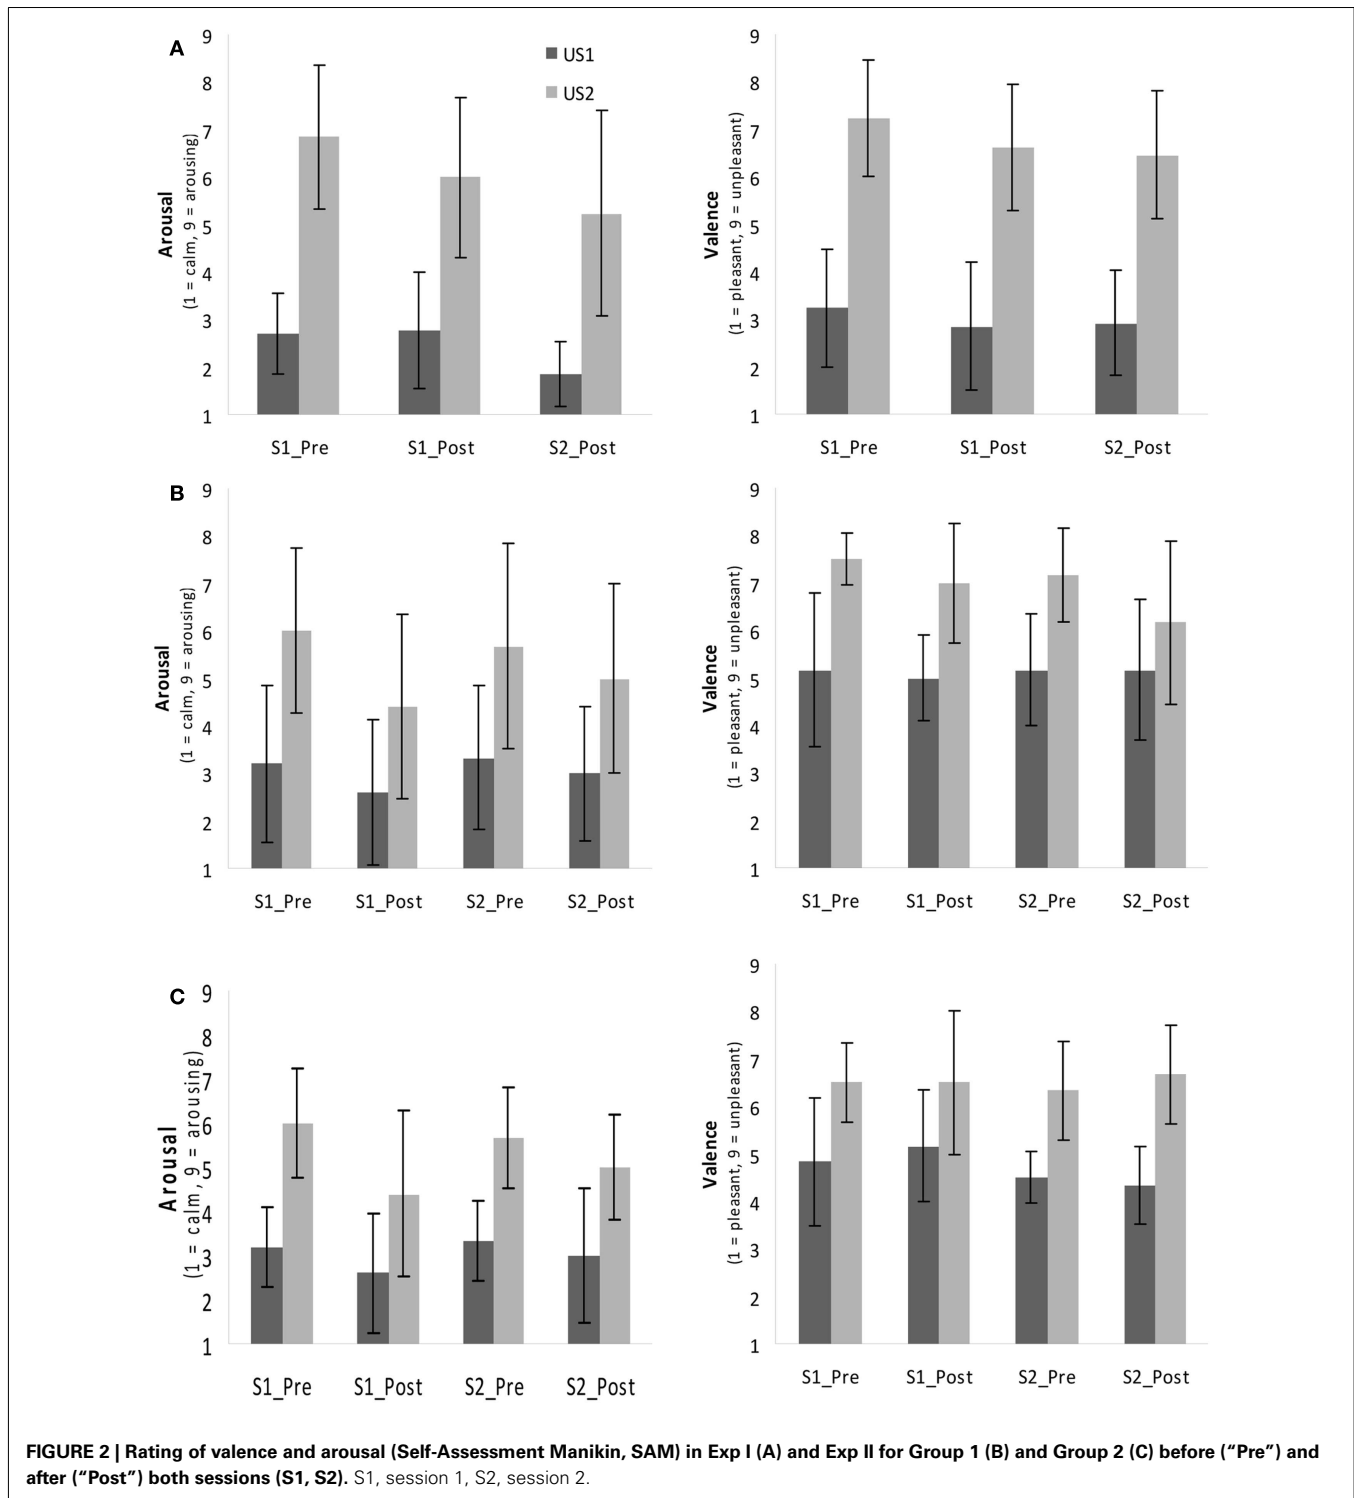 A
9
8
7
6
5
4
3
2
1
Arousal
(1 = calm, 9 = arousing)
US1
US2
S1_Pre S1_Post S2_Post
9
8
7
6
5
4
3
2
1
Valence
(1 = pleasant, 9 = unpleasant)
S1_Pre S1_Post S2_Post
B
9
8
7
6
5
4
3
2
1
Arousal
(1 = calm, 9 = arousing)
S1_Pre S1_Post S2_Pre S2_Post
9
8
7
6
5
4
3
2
1
Valence
(1 = pleasant, 9 = unpleasant)
S1_Pre S1_Post S2_Pre S2_Post
C
9
8
7
6
5
4
3
2
1
Arousal
(1 = calm, 9 = arousing)
S1_Pre S1_Post S2_Pre S2_Post
9
8
7
6
5
4
3
2
1
Valence
(1 = pleasant, 9 = unpleasant)
S1_Pre S1_Post S2_Pre S2_Post
FIGURE 2 | Rating of valence and arousal (Self-Assessment Manikin, SAM) in Exp I (A) and Exp II for Group 1 (B) and Group 2 (C) before (“Pre”) and
after (“Post”) both sessions (S1, S2). S1, session 1, S2, session 2.